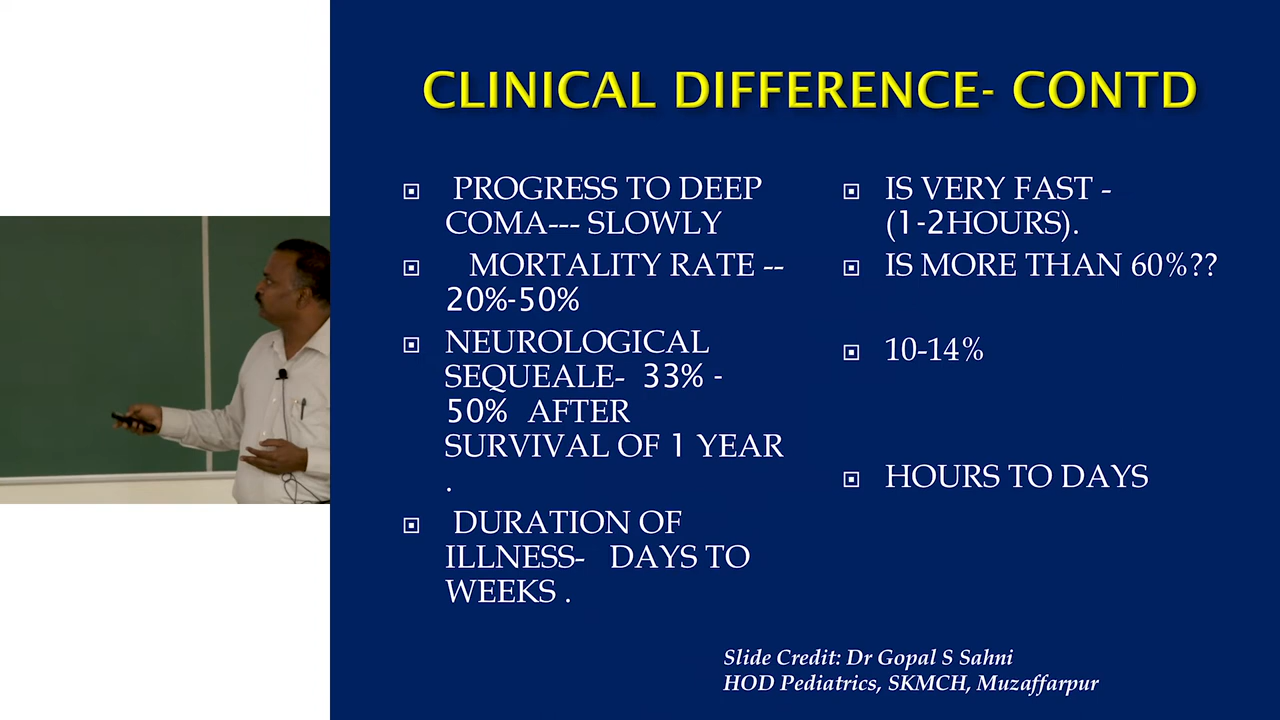 CLINICAL DIFFERENCE- CONTD
PROGRESS TO DEEP
COMA--- SLOWLY
MORTALITY RATE --
20%-50%
NEUROLOGICAL
SEQUEALE- 33% -
50% AFTER
SURVIVAL OF 1 YEAR
.
DURATION OF
ILLNESS- DAYS TO
WEEKS .
IS VERY FAST -
(1-2HOURS).
IS MORE THAN 60%??
10-14%
HOURS TO DAYS
Slide Credit: Dr Gopal S Sahni
HOD Pediatrics, SKMCH, Muzaffarpur